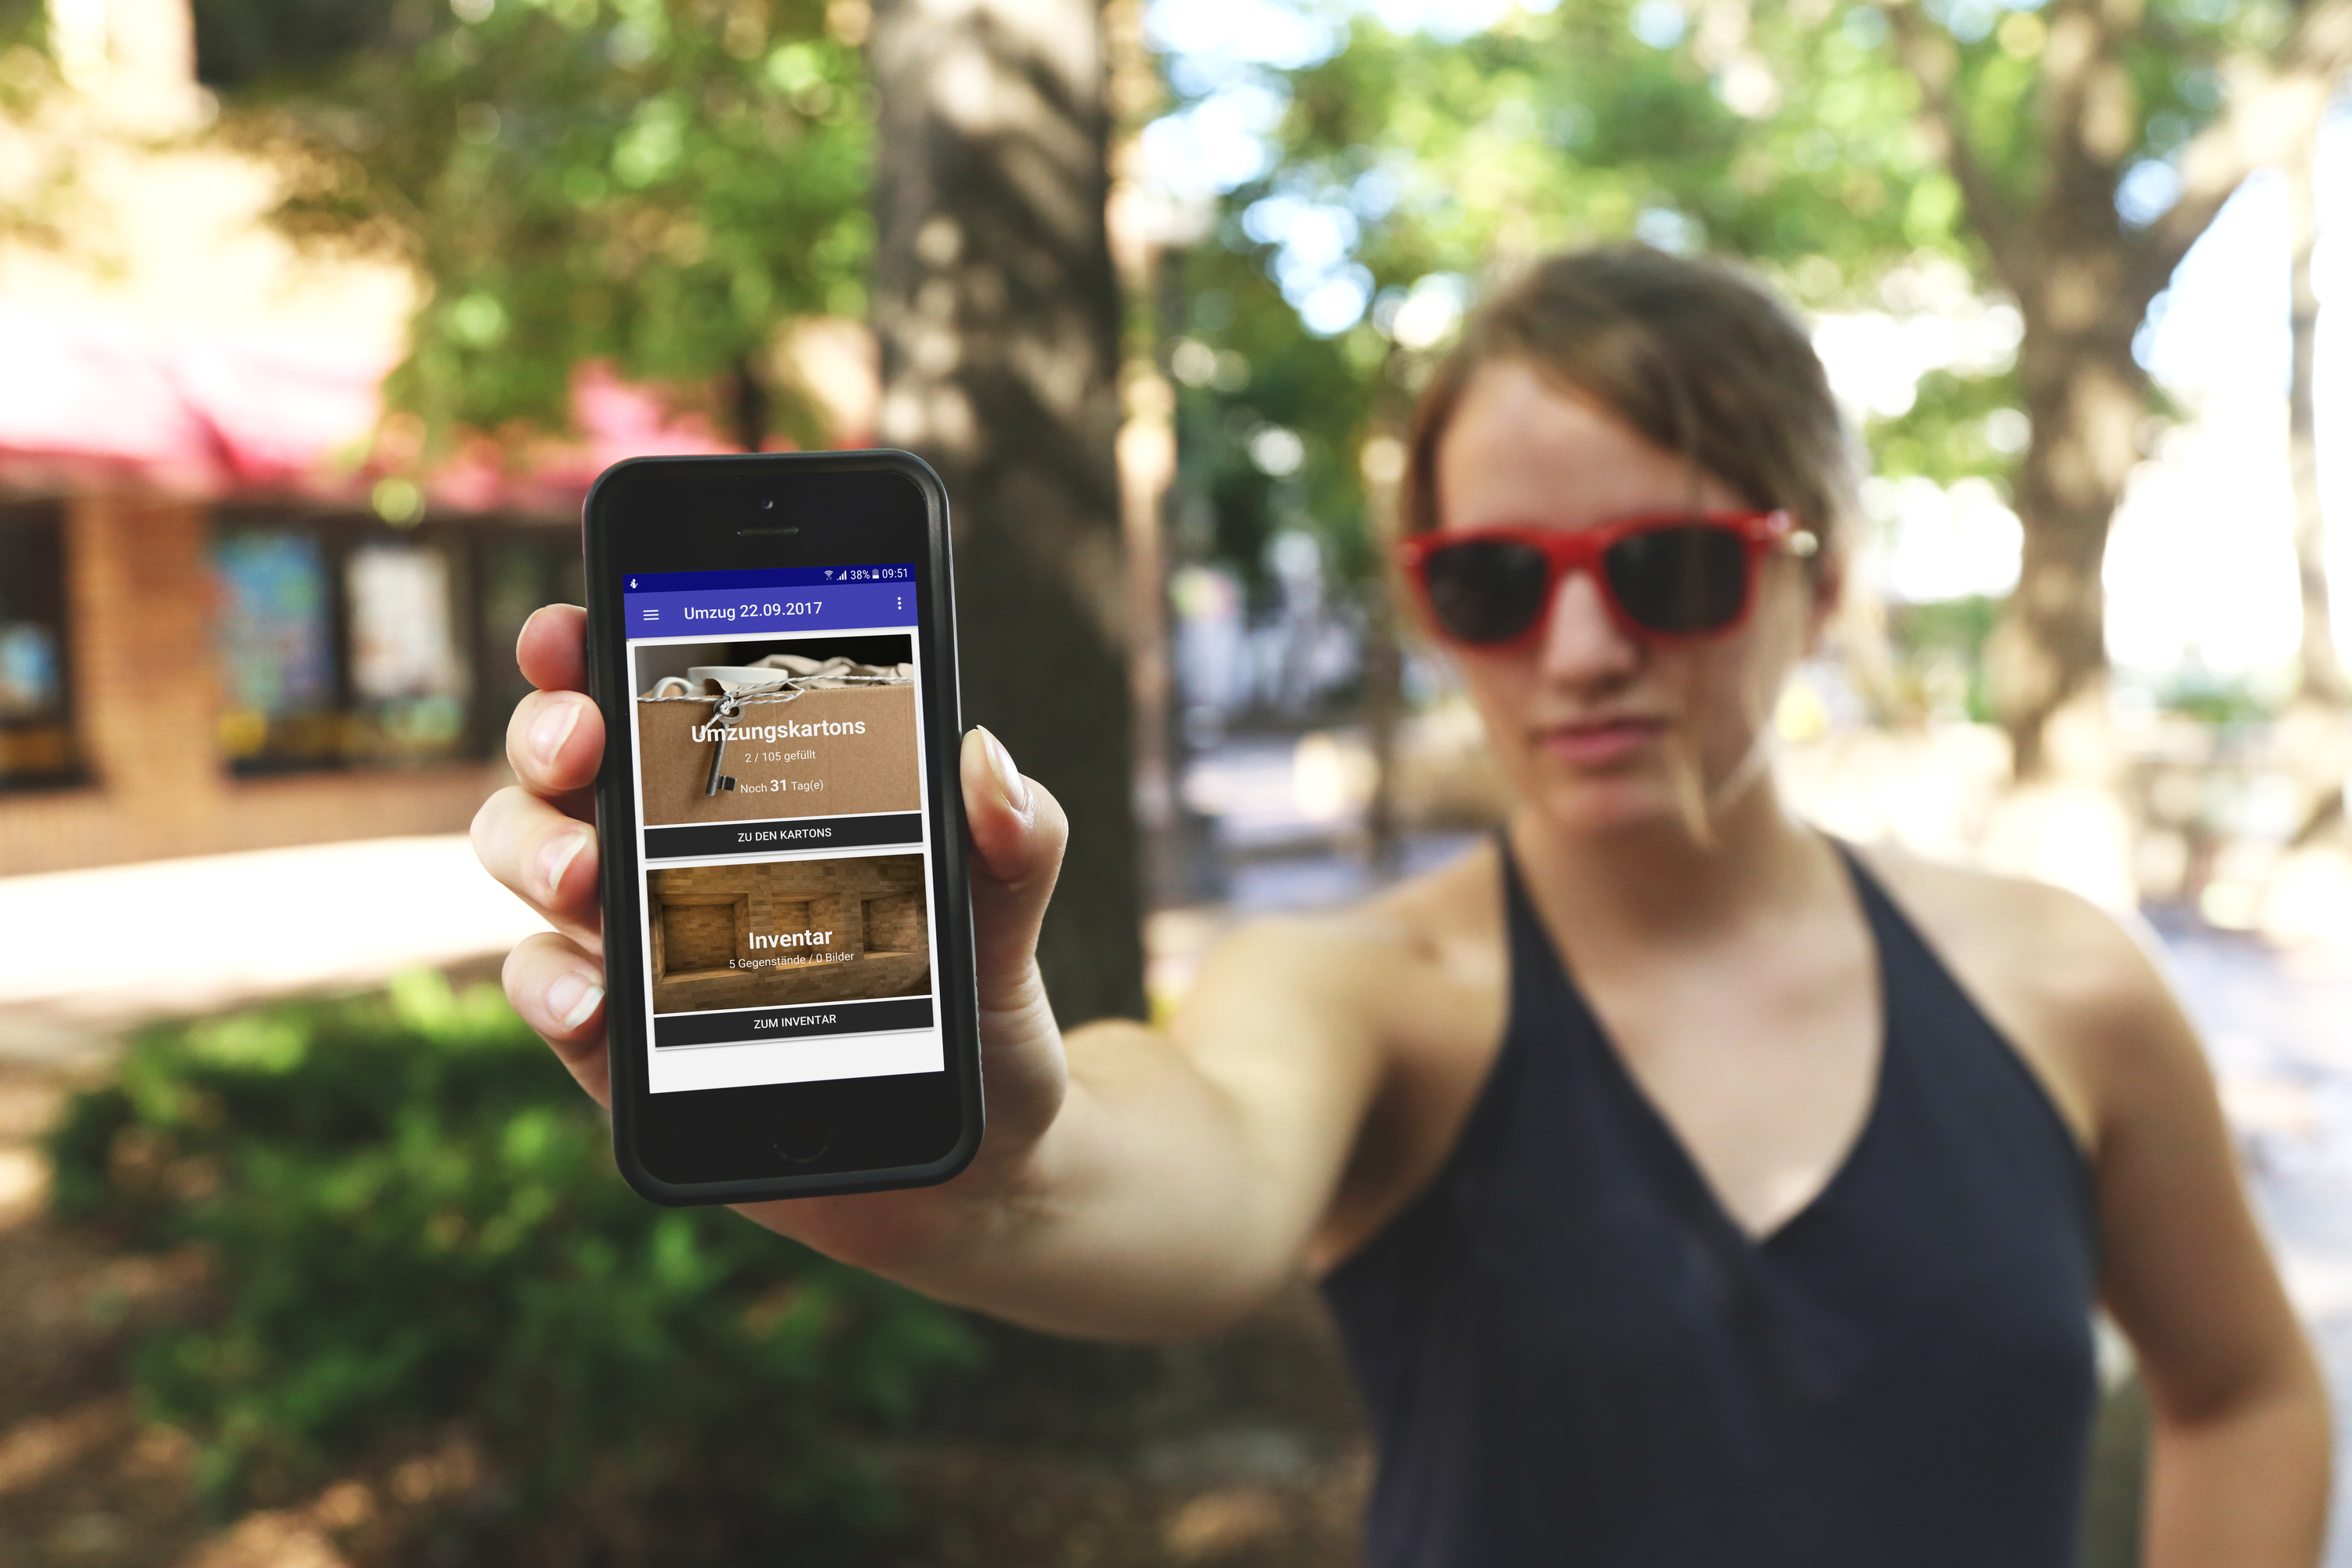 38% 09:51
Umzug 22.09.2017
Umzungskartons
2 / 105 gefüllt
Noch 31 Tag(e)
ZU DEN KARTONS
Inventar
5 Gegenstände / 0 Bilder
ZUM INVENTAR